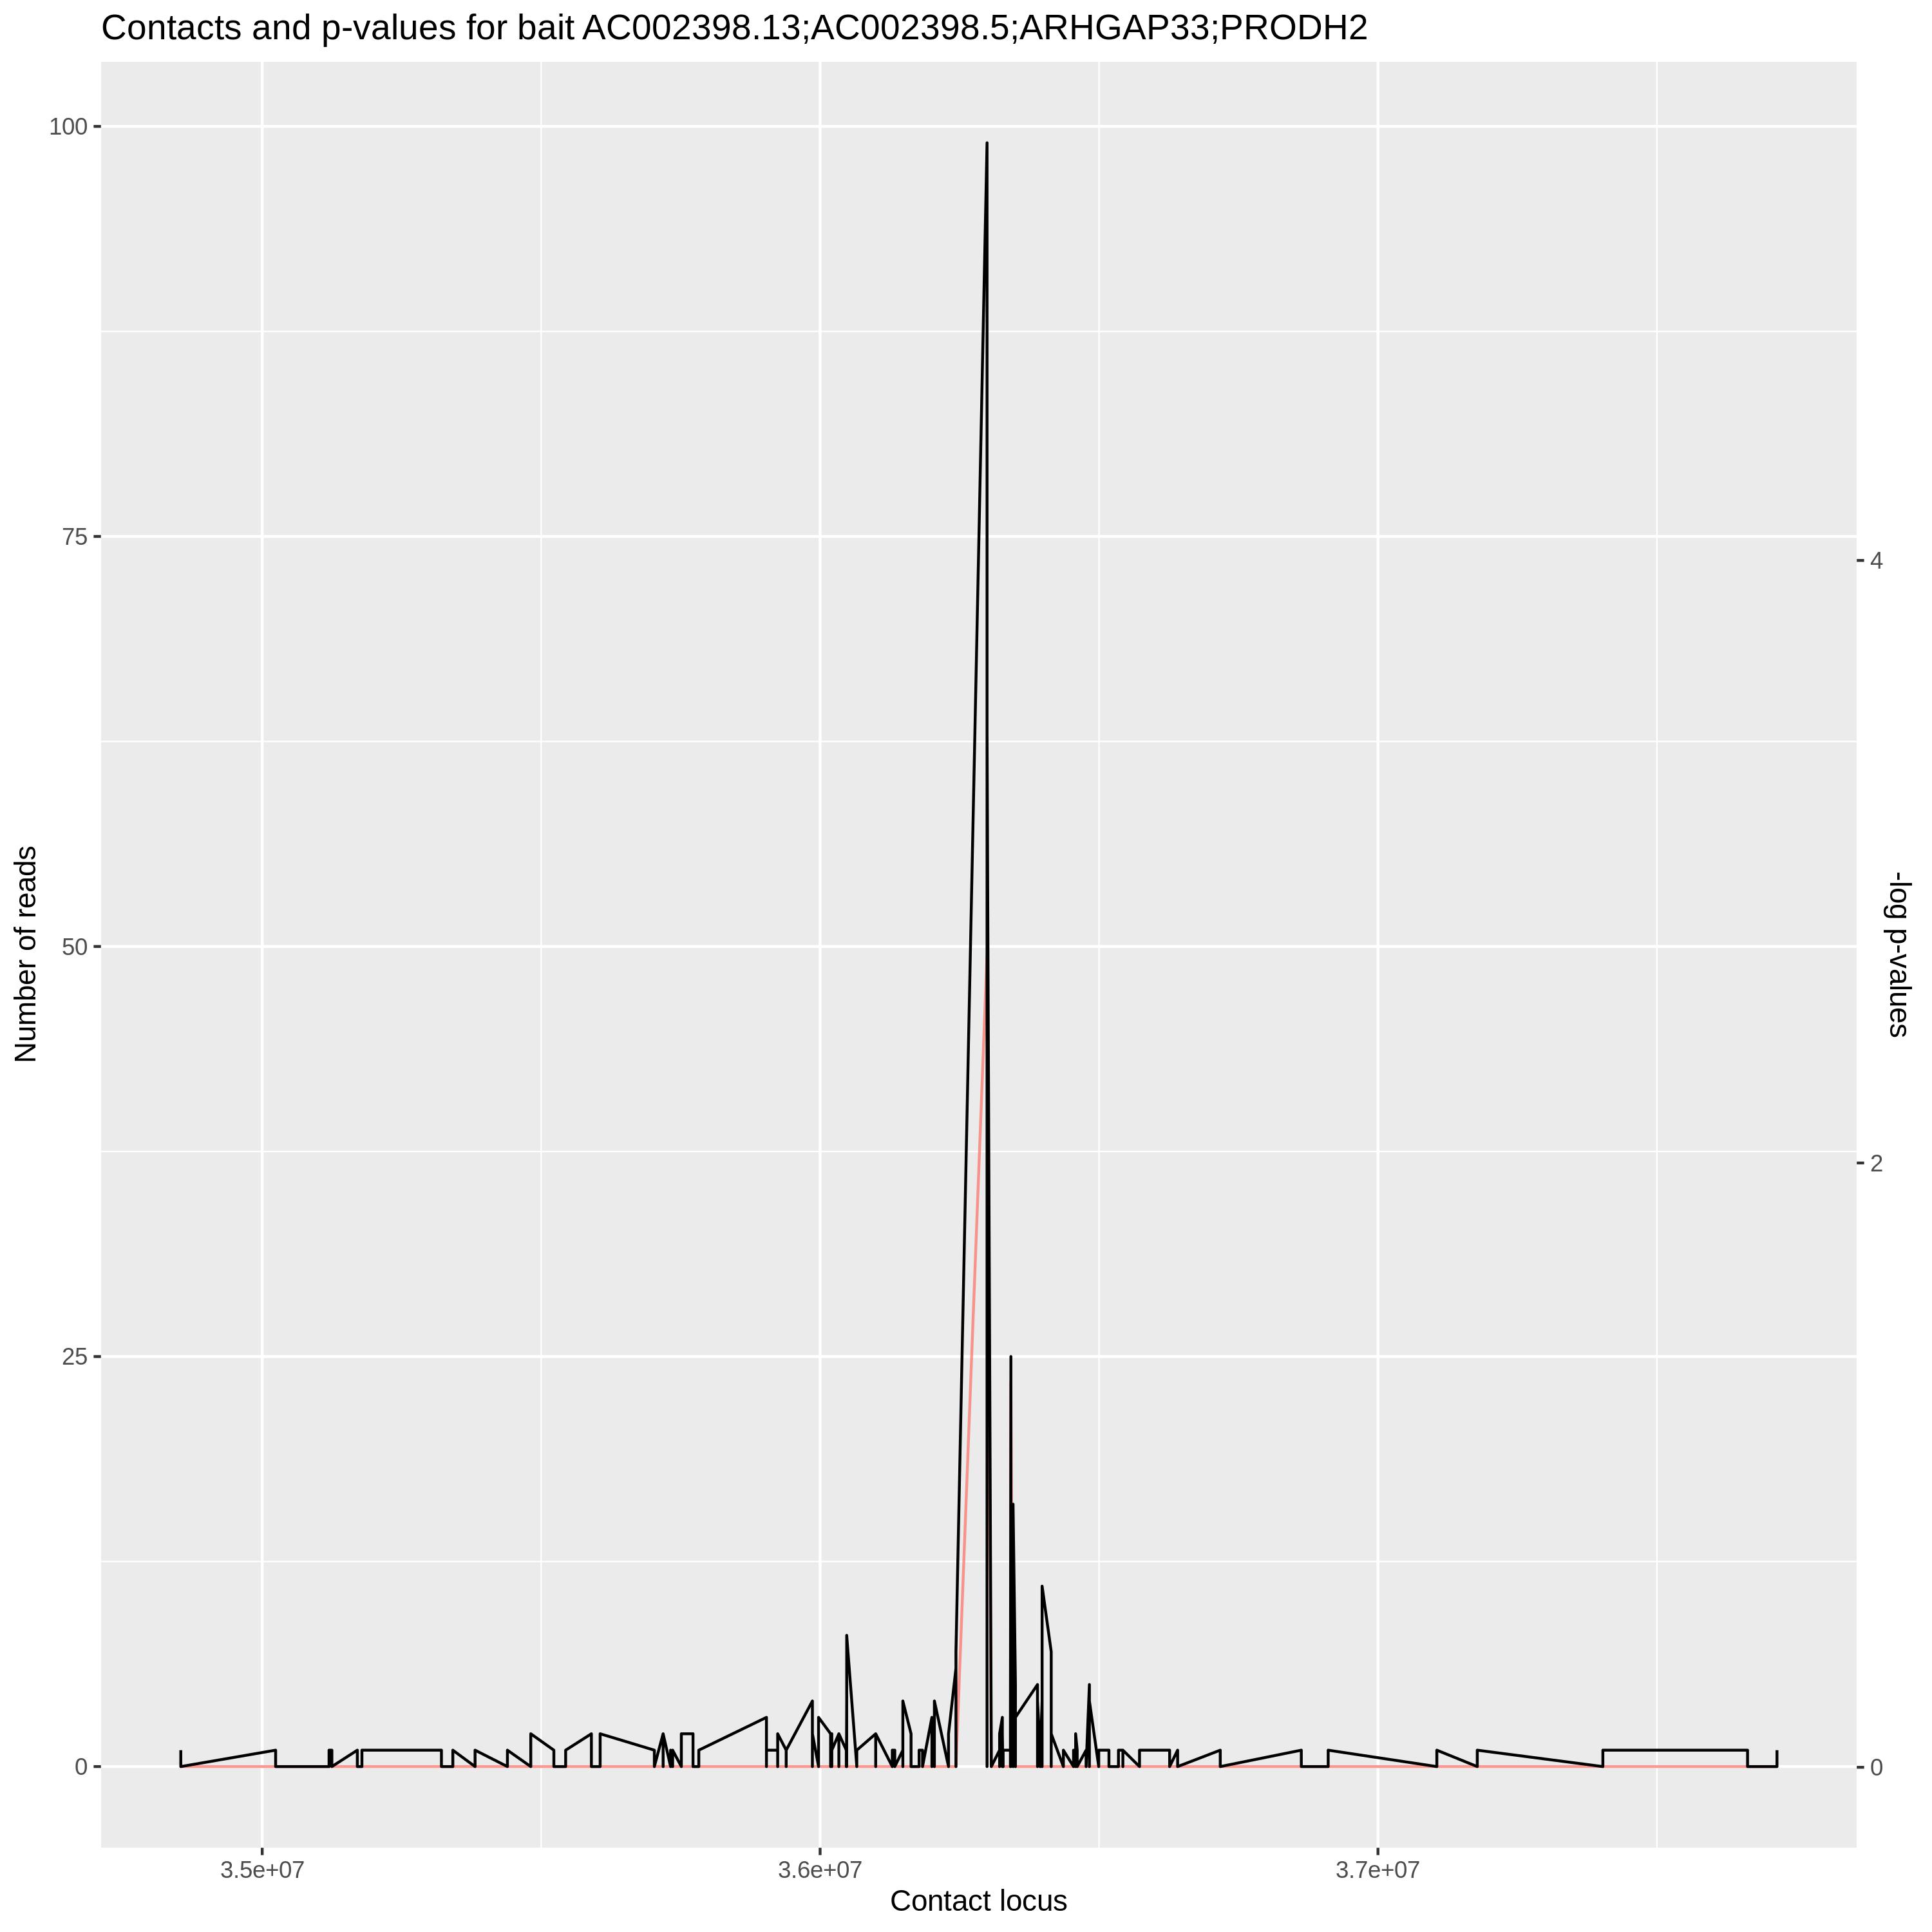 Contacts and p-values for bait AC002398.13;AC002398.5;ARHGAP33;PRODH2
100
75
50
25
0
Number of reads
4
2
0
-log p-values
3.5e+07
3.6e+07
3.7e+07
Contact locus